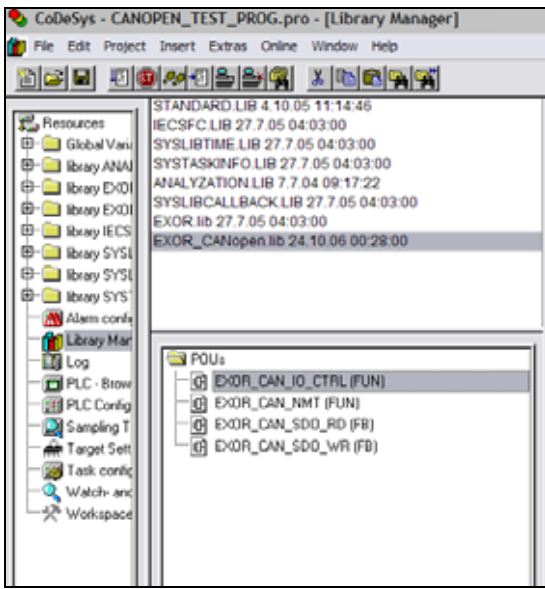 CoDeSys - CANOPEN_TEST_PROG.pro - [Library Manager]
File Edit Project Insert Extras Online Window Help
Resources
Global Vari
library ANAI
library EXOI
library EXOI
library IECS
library SYSL
library SYSL
library SYS
Alarm confi
Library Mar
Log
PLC - Brow
PLC Config
Sampling T
Target Sett
Task config
Watch- and
Workspace
STANDARD.LIB 4.10.05 11:14:46
IECSFC.LIB 27.7.05 04:03:00
SYSLIBTIME.LIB 27.7.05 04:03:00
SYSTASKINFO.LIB 27.7.05 04:03:00
ANALYZATION.LIB 7.7.04 09:17:22
SYSLIBCALLBACK.LIB 27.7.05 04:03:00
EXOR.lib 27.7.05 04:03:00
EXOR_CANopen.lib 24.10.06 00:28:00
POUs
EXOR_CAN_IO_CTRL (FUN)
EXOR_CAN_NMT (FUN)
EXOR_CAN_SDO_RD (FB)
EXOR_CAN_SDO_WR (FB)